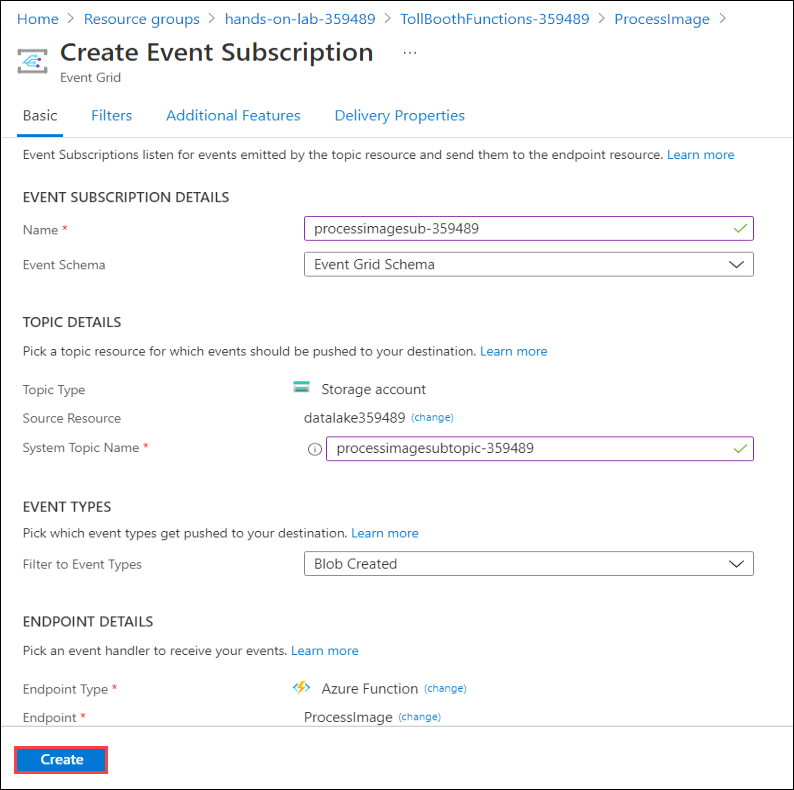 Home > Resource groups > hands-on-lab-359489 > TollBoothFunctions-359489 > ProcessImage >
Create Event Subscription ...
Event Grid
Basic Filters Additional Features Delivery Properties
Event Subscriptions listen for events emitted by the topic resource and send them to the endpoint resource. Learn more
EVENT SUBSCRIPTION DETAILS
Name * processimagesub-359489
Event Schema Event Grid Schema
TOPIC DETAILS
Pick a topic resource for which events should be pushed to your destination. Learn more
Topic Type Storage account
Source Resource datalake359489 (change)
System Topic Name * processimagesubtopic-359489
EVENT TYPES
Pick which event types get pushed to your destination. Learn more
Filter to Event Types Blob Created
ENDPOINT DETAILS
Pick an event handler to receive your events. Learn more
Endpoint Type * Azure Function (change)
Endpoint * ProcessImage (change)
Create